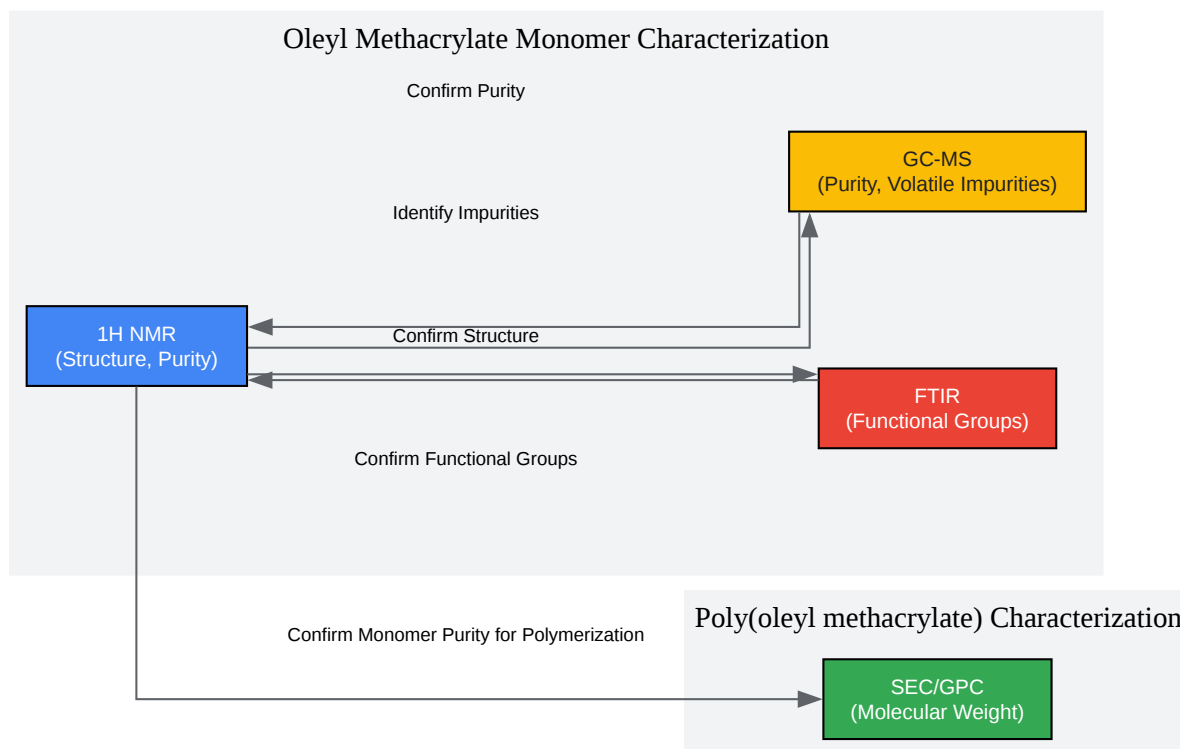 Oleyl Methacrylate Monomer Characterization
Confirm Purity
GC-MS
(Purity, Volatile Impurities)
Identify Impurities
1H NMR
(Structure, Purity)
Confirm Structure
FTIR
(Functional Groups)
Confirm Functional Groups
Poly(oleyl methacrylate) Characterization
Confirm Monomer Purity for Polymerization
SEC/GPC
(Molecular Weight)